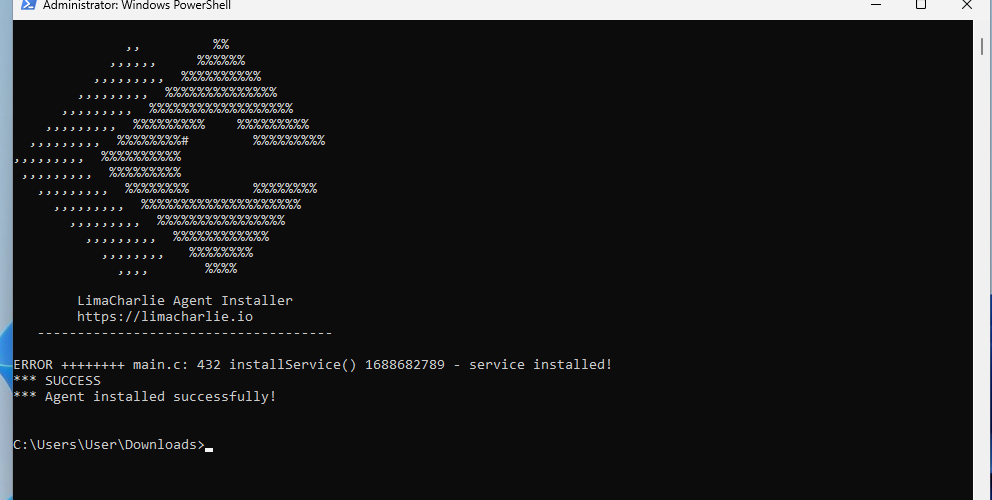 Administrator: Windows PowerShell
,,         %%
,,,,,,     %%%%%%
,,,,,,,,,  %%%%%%%%%%
,,,,,,,,,  %%%%%%%%%%%%%%
,,,,,,,,,  %%%%%%%%%%%%%%%%%%
,,,,,,,,,  %%%%%%%%%    %%%%%%%%%
,,,,,,,,,  %%%%%%%%#        %%%%%%%%%
,,,,,,,,,  %%%%%%%%%%
,,,,,,,,,  %%%%%%%%%
,,,,,,,,,  %%%%%%%%        %%%%%%%%
,,,,,,,,,  %%%%%%%%%%%%%%%%%%%%
,,,,,,,,,  %%%%%%%%%%%%%%%%
,,,,,,,,,  %%%%%%%%%%%%
,,,,,,,,   %%%%%%%%
,,,,       %%%%
LimaCharlie Agent Installer
https://limacharlie.io
-------------------------------------
ERROR ++++++++ main.c: 432 installService() 1688682789 - service installed!
*** SUCCESS
*** Agent installed successfully!
C:\Users\User\Downloads>